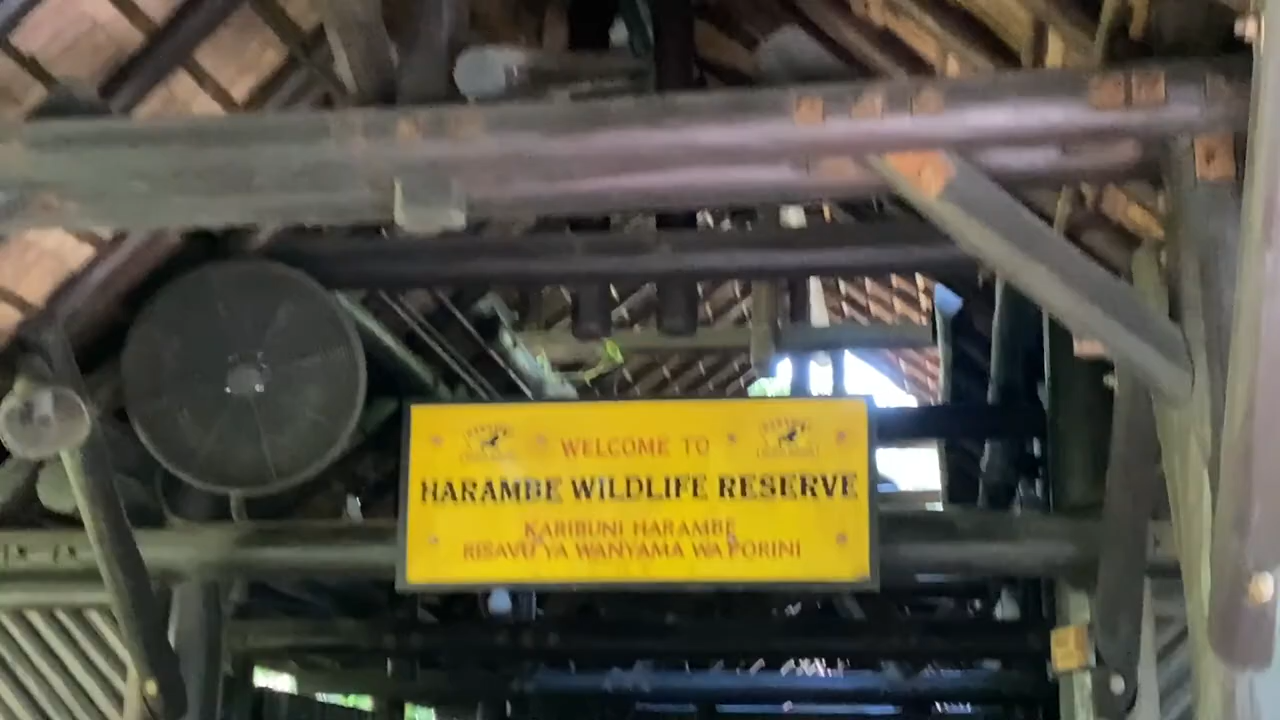 WELCOME TO
HARAMBE WILDLIFE RESERVE
KARIBUNI HARAMBE
RISAVU YA WANYAMA WA PORINI